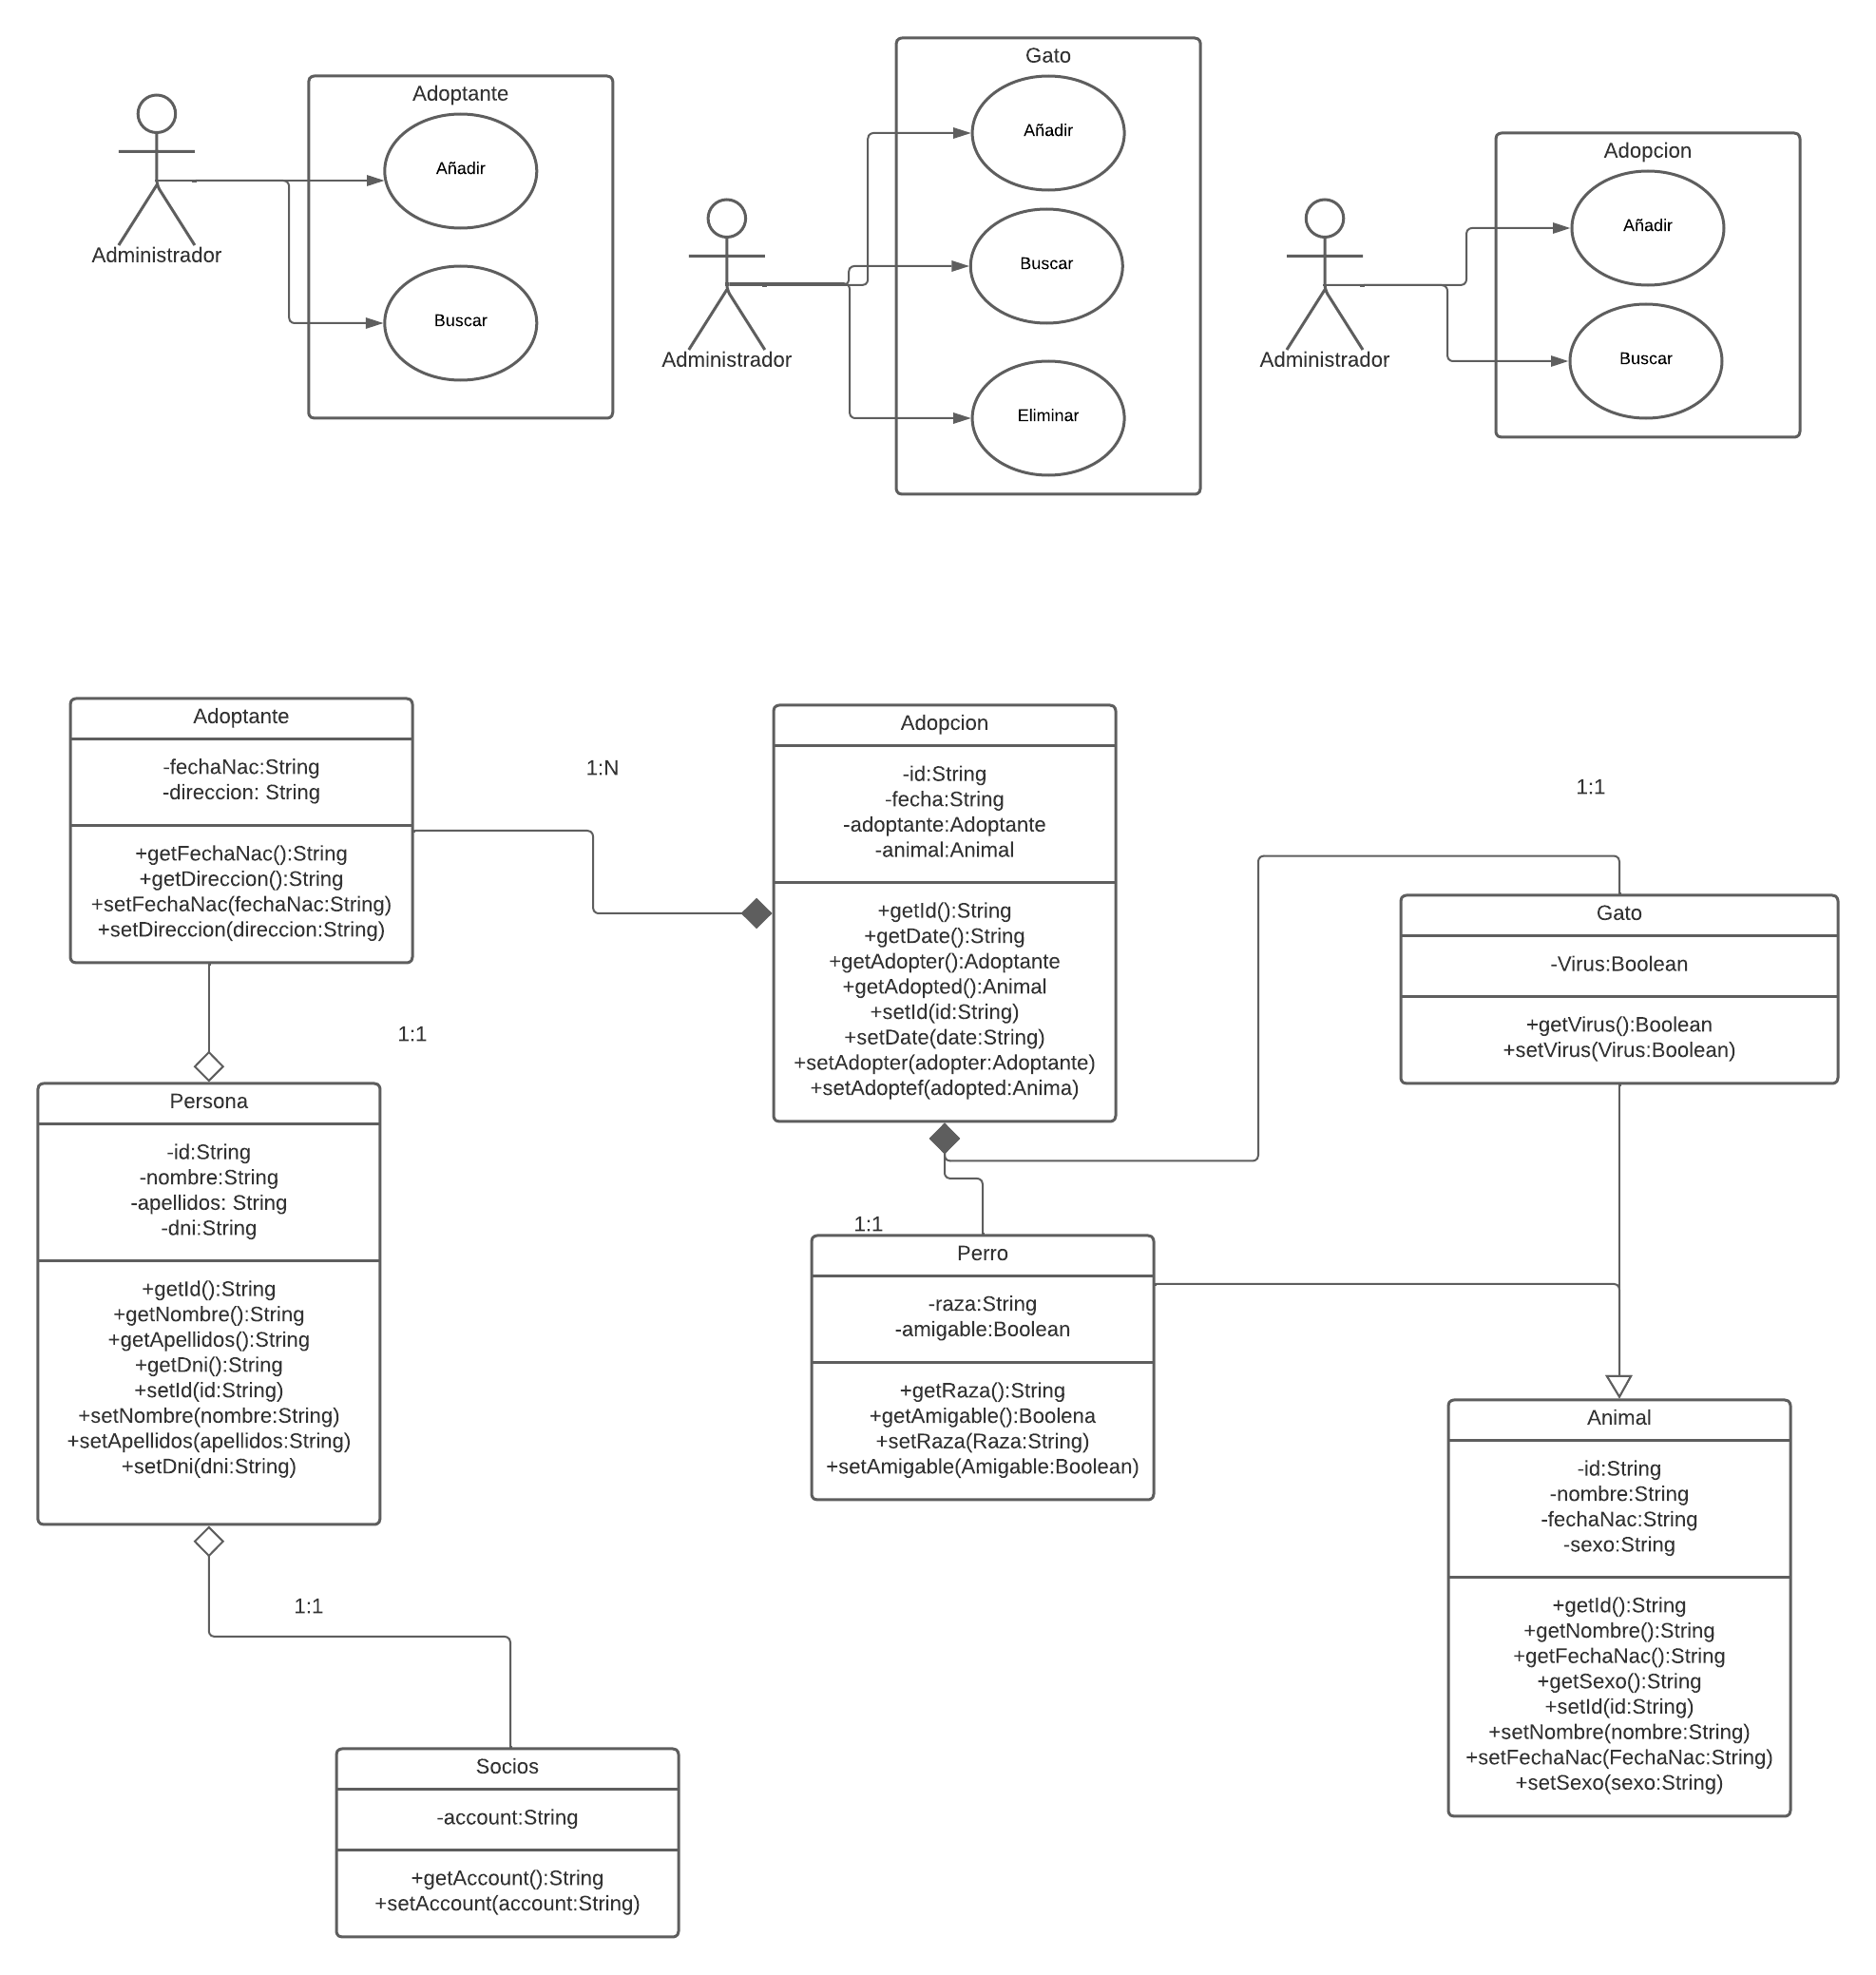 Adoptante
Añadir
Buscar
Administrador
Gato
Añadir
Buscar
Eliminar
Administrador
Adopcion
Añadir
Buscar
Administrador
Adoptante
-fechaNac:String
-direccion: String
+getFechaNac():String
+getDireccion():String
+setFechaNac(fechaNac:String)
+setDireccion(direccion:String)
1:N
Adopcion
-id:String
-fecha:String
-adoptante:Adoptante
-animal:Animal
+getId():String
+getDate():String
+getAdopter():Adoptante
+getAdopted():Animal
+setId(id:String)
+setDate(date:String)
+setAdopter(adopter:Adoptante)
+setAdoptef(adopted:Anima)
1:1
Gato
-Virus:Boolean
+getVirus():Boolean
+setVirus(Virus:Boolean)
1:1
Persona
-id:String
-nombre:String
-apellidos: String
-dni:String
+getId():String
+getNombre():String
+getApellidos():String
+getDni():String
+setId(id:String)
+setNombre(nombre:String)
+setApellidos(apellidos:String)
+setDni(dni:String)
1:1
Perro
-raza:String
-amigable:Boolean
+getRaza():String
+getAmigable():Boolena
+setRaza(Raza:String)
+setAmigable(Amigable:Boolean)
Animal
-id:String
-nombre:String
-fechaNac:String
-sexo:String
+getId():String
+getNombre():String
+getFechaNac():String
+getSexo():String
+setId(id:String)
+setNombre(nombre:String)
+setFechaNac(FechaNac:String)
+setSexo(sexo:String)
1:1
Socios
-account:String
+getAccount():String
+setAccount(account:String)